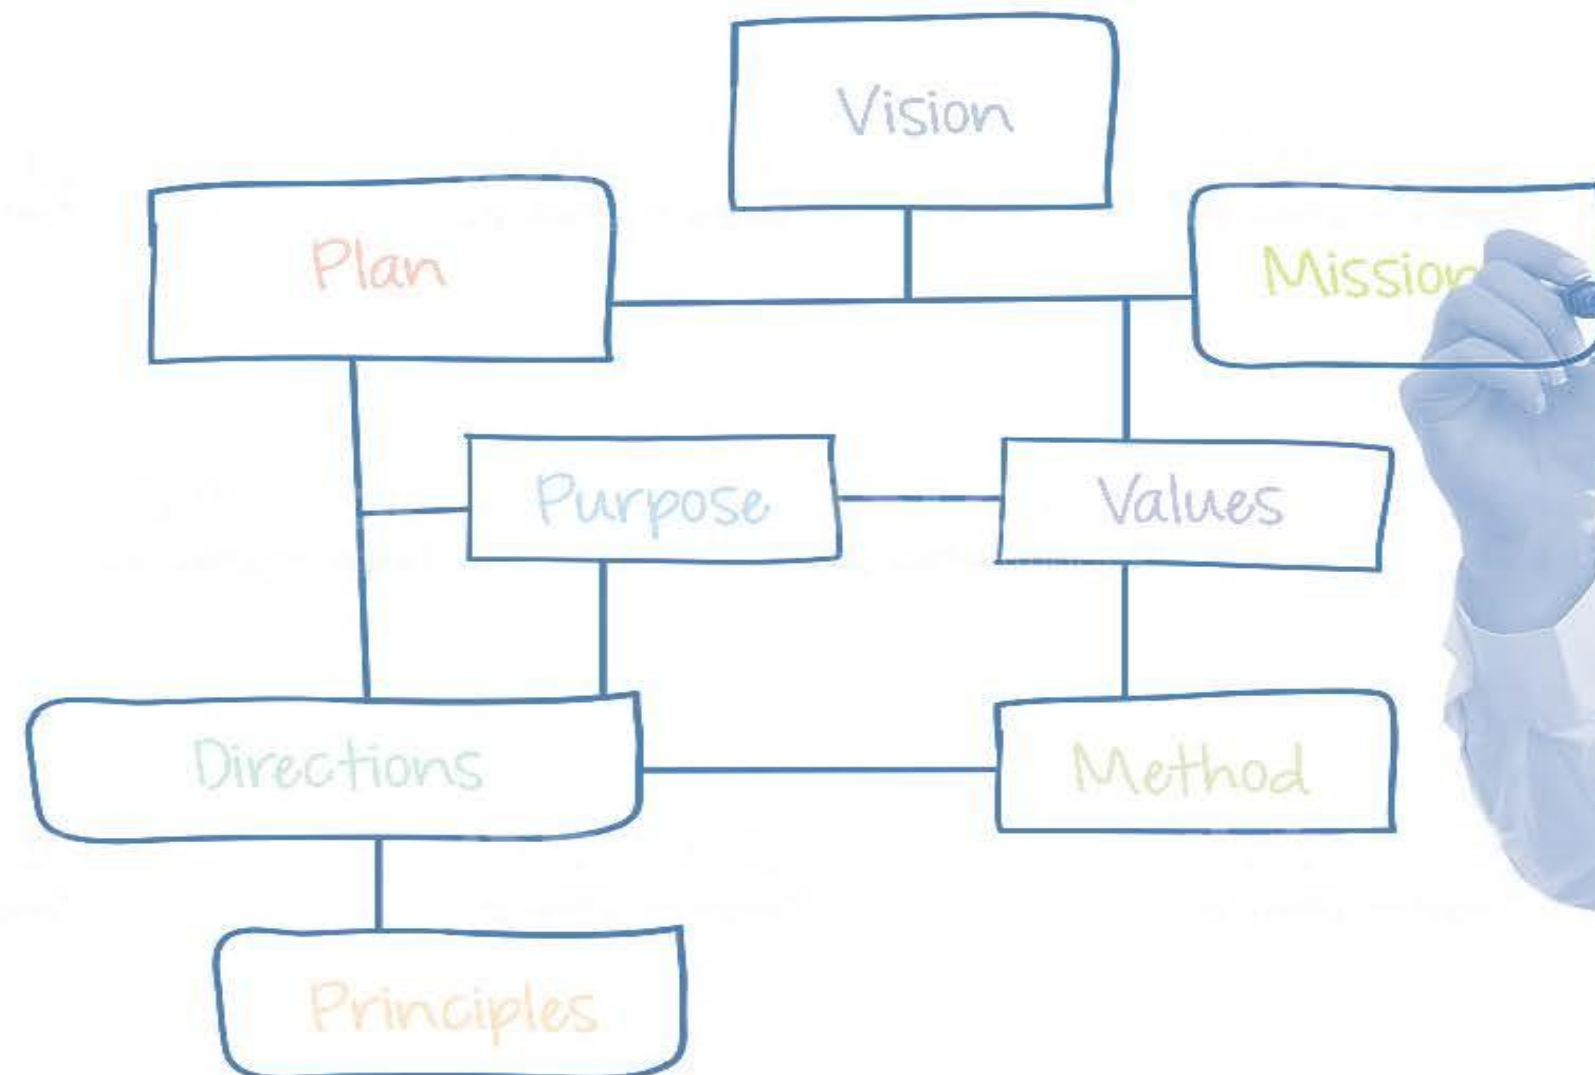 Vision
Plan
Mission
Purpose
Values
Directions
Method
Principles